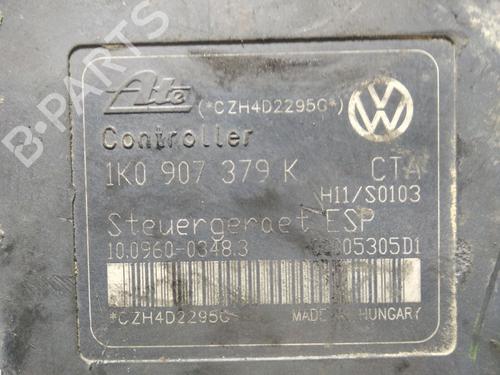 B-PARTS
Ate (*CZH4D2295G*)
Controller
1K0 907 379 K CTA
H11/S0103
Steuergeraet ESP
10.0960-0348.3 05305D1
*CZH4D2295G
MADE IN HUNGARY